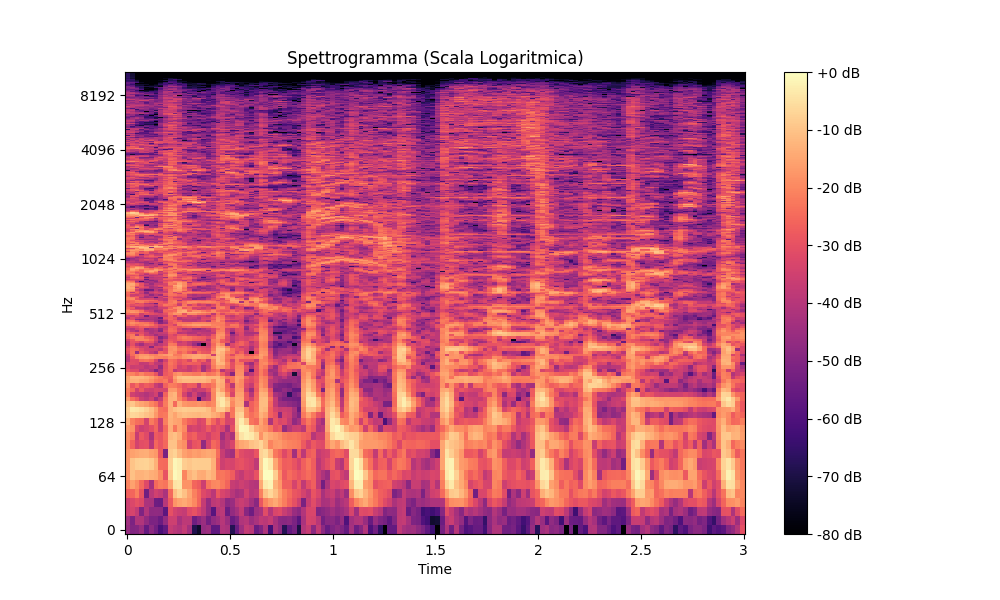 Spettrogramma (Scala Logaritmica)
Hz
8192
4096
2048
1024
512
256
128
64
0
0
0.5
1
1.5
2
2.5
3
Time
+0 dB
-10 dB
-20 dB
-30 dB
-40 dB
-50 dB
-60 dB
-70 dB
-80 dB